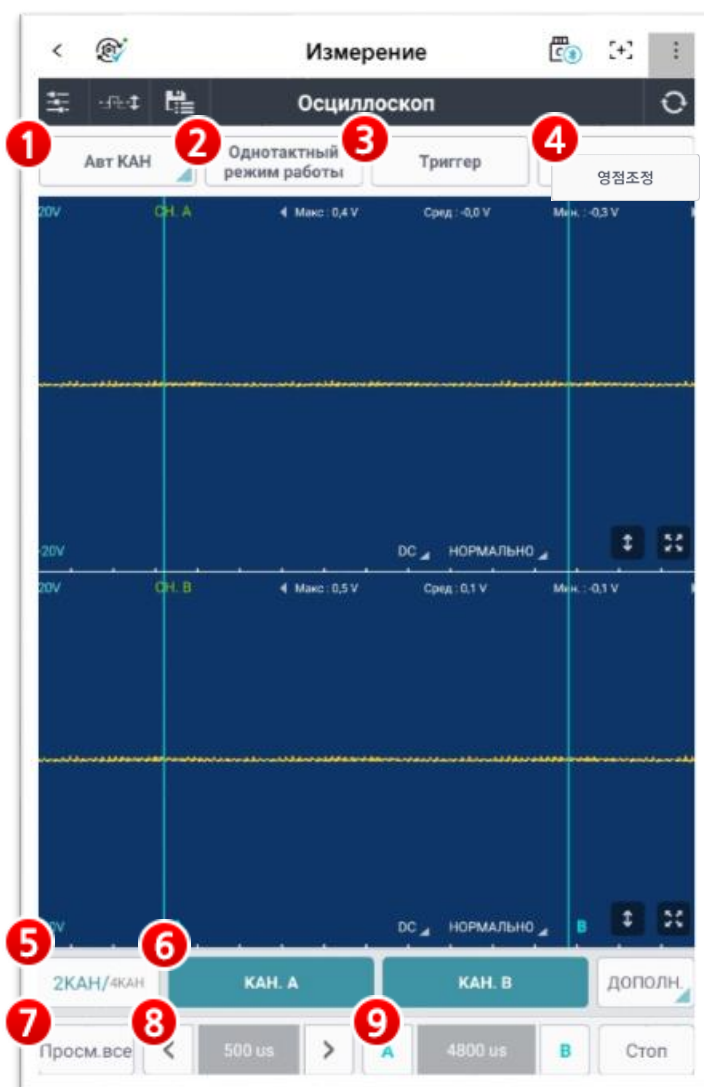 Измерение
Осциллоскоп
1 2 3 4
Авт КАН
Однотактный
режим работы
Триггер
영점조정
20V CH. A Макс : 0,4 V Сред : -0,0 V Мин. : -0,3 V
-20V DC НОРМАЛЬНО
20V CH. B Макс : 0,5 V Сред : 0,1 V Мин. : -0,1 V
DC НОРМАЛЬНО B
5 6
2КАН/4КАН КАН. A КАН. B ДОПОЛН.
7 8 9
Просм.все < 500 us > A 4800 us B Стоп